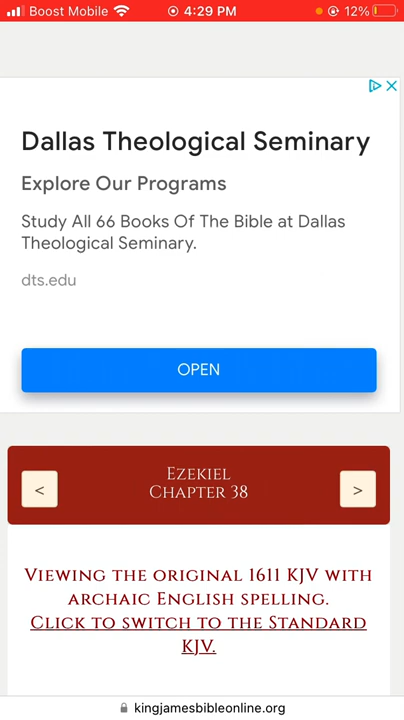 Boost Mobile 4:29 PM 12%
Dallas Theological Seminary
Explore Our Programs
Study All 66 Books Of The Bible at Dallas
Theological Seminary.
dts.edu
OPEN
Ezekiel
< Chapter 38 >
Viewing the original 1611 KJV with
archaic English spelling.
Click to switch to the Standard
KJV.
kingjamesbibleonline.org